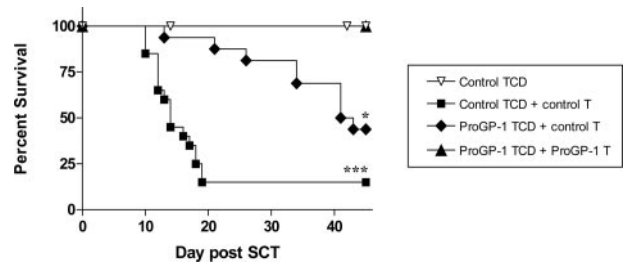 Percent Survival
100
75
50
25
0
*
***
0 10 20 30 40
Day post SCT
Control TCD
Control TCD + control T
ProGP-1 TCD + control T
ProGP-1 TCD + ProGP-1 T